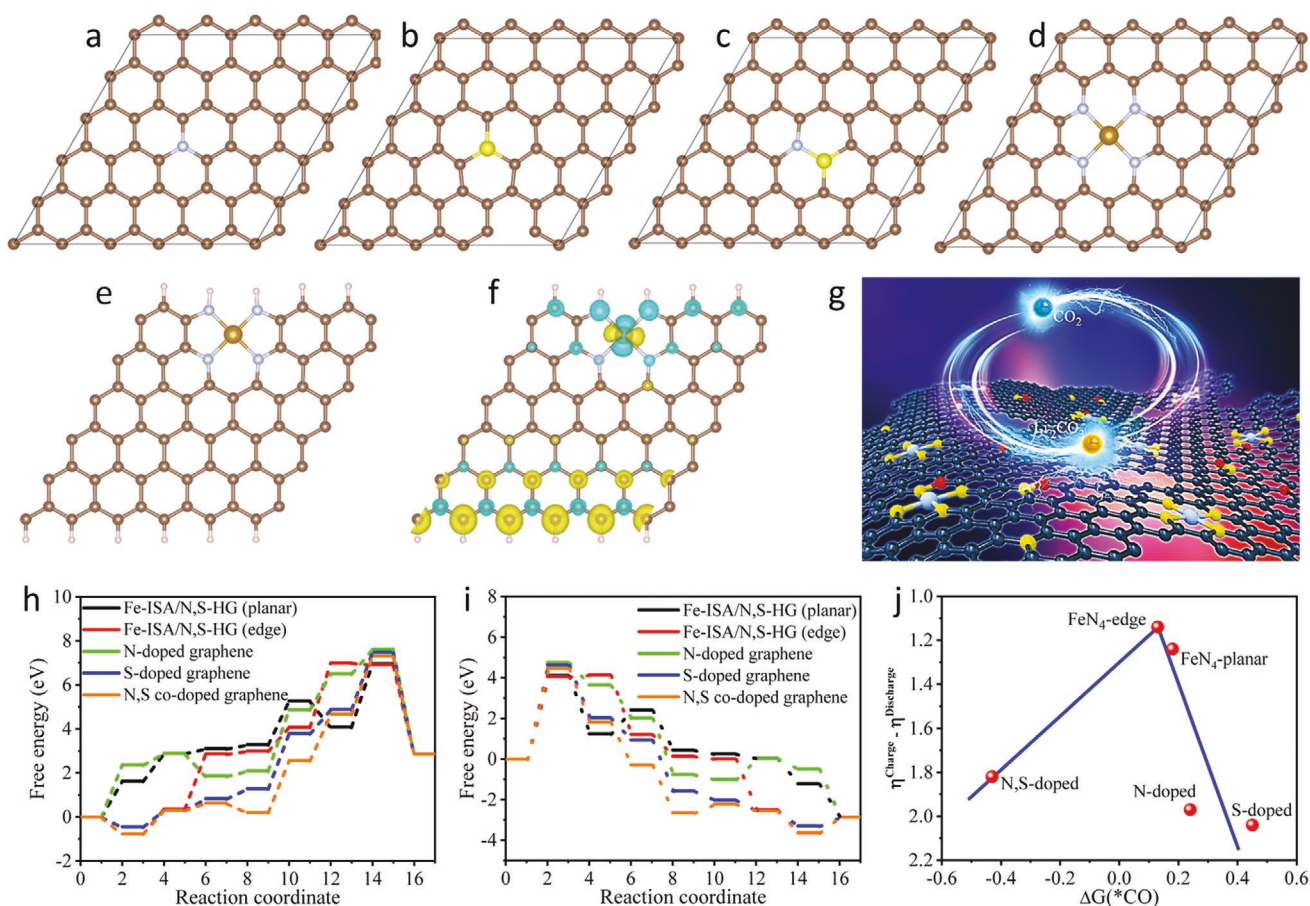 a
b
c
d
e
f
g
CO2
Li2CO3
h
10
8
6
4
2
0
-2
Free energy (eV)
Fe-ISA/N,S-HG (planar)
Fe-ISA/N,S-HG (edge)
N-doped graphene
S-doped graphene
N,S co-doped graphene
0 2 4 6 8 10 12 14 16
Reaction coordinate
i
8
4
0
-4
Free energy (eV)
Fe-ISA/N,S-HG (planar)
Fe-ISA/N,S-HG (edge)
N-doped graphene
S-doped graphene
N,S co-doped graphene
0 2 4 6 8 10 12 14 16
Reaction coordinate
j
1.2
1.4
1.6
1.8
2.0
2.2
η^Charge - η^Discharge
FeN4-edge
FeN4-planar
N,S-doped
N-doped
S-doped
-0.6 -0.4 -0.2 0.0 0.2 0.4 0.6
ΔG(*CO)